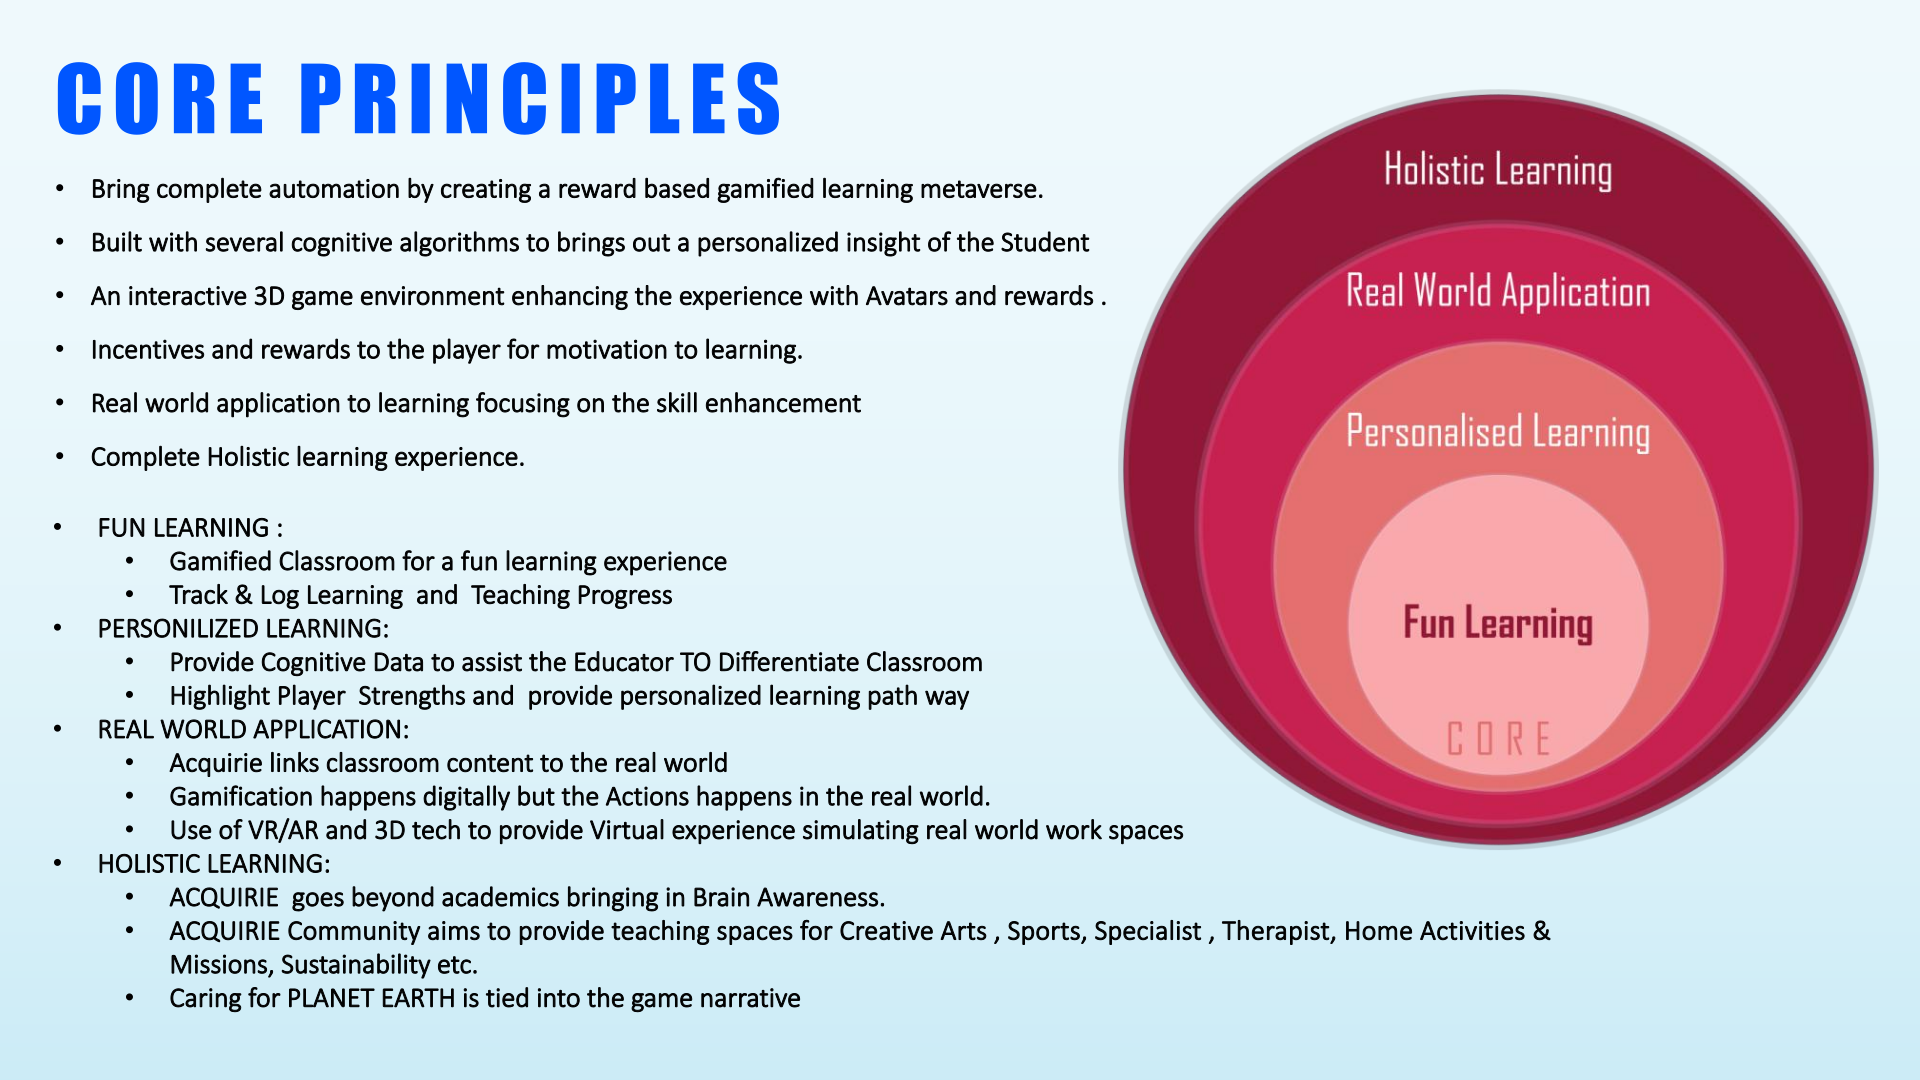 CORE PRINCIPLES
• Bring complete automation by creating a reward based gamified learning metaverse.
• Built with several cognitive algorithms to brings out a personalized insight of the Student
• An interactive 3D game environment enhancing the experience with Avatars and rewards .
• Incentives and rewards to the player for motivation to learning.
• Real world application to learning focusing on the skill enhancement
• Complete Holistic learning experience.
• FUN LEARNING :
• Gamified Classroom for a fun learning experience
• Track & Log Learning  and  Teaching Progress
• PERSONILIZED LEARNING:
• Provide Cognitive Data to assist the Educator TO Differentiate Classroom
• Highlight Player  Strengths and  provide personalized learning path way
• REAL WORLD APPLICATION:
• Acquirie links classroom content to the real world
• Gamification happens digitally but the Actions happens in the real world.
• Use of VR/AR and 3D tech to provide Virtual experience simulating real world work spaces
• HOLISTIC LEARNING:
• ACQUIRIE  goes beyond academics bringing in Brain Awareness.
• ACQUIRIE Community aims to provide teaching spaces for Creative Arts , Sports, Specialist , Therapist, Home Activities &
Missions, Sustainability etc.
• Caring for PLANET EARTH is tied into the game narrative
Holistic Learning
Real World Application
Personalised Learning
Fun Learning
CORE